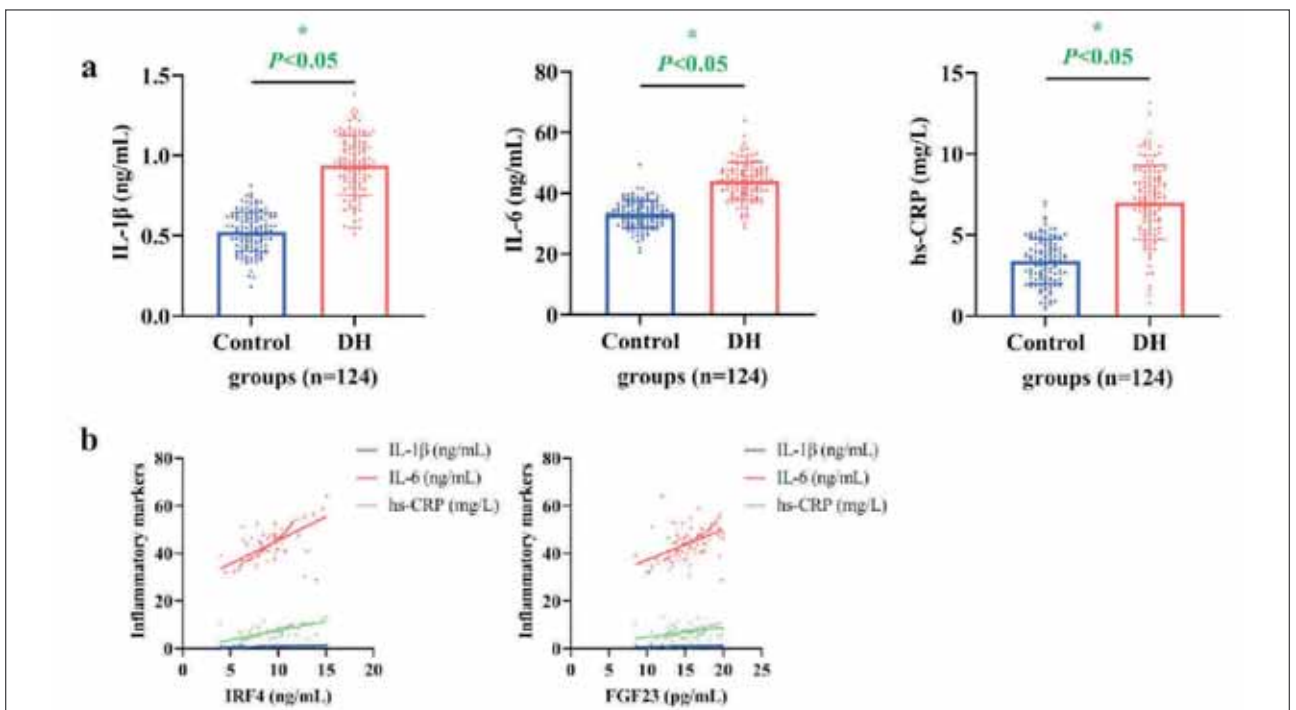 a
*
P<0.05
IL-1β (ng/mL)
1.5
1.0
0.5
0.0
Control DH
groups (n=124)
*
P<0.05
IL-6 (ng/mL)
80
60
40
20
0
Control DH
groups (n=124)
*
P<0.05
hs-CRP (mg/L)
15
10
5
0
Control DH
groups (n=124)
b
Inflammatory markers
80
60
40
20
0
0 5 10 15 20
IRF4 (ng/mL)
IL-1β (ng/mL)
IL-6 (ng/mL)
hs-CRP (mg/L)
Inflammatory markers
80
60
40
20
0
0 5 10 15 20 25
FGF23 (pg/mL)
IL-1β (ng/mL)
IL-6 (ng/mL)
hs-CRP (mg/L)